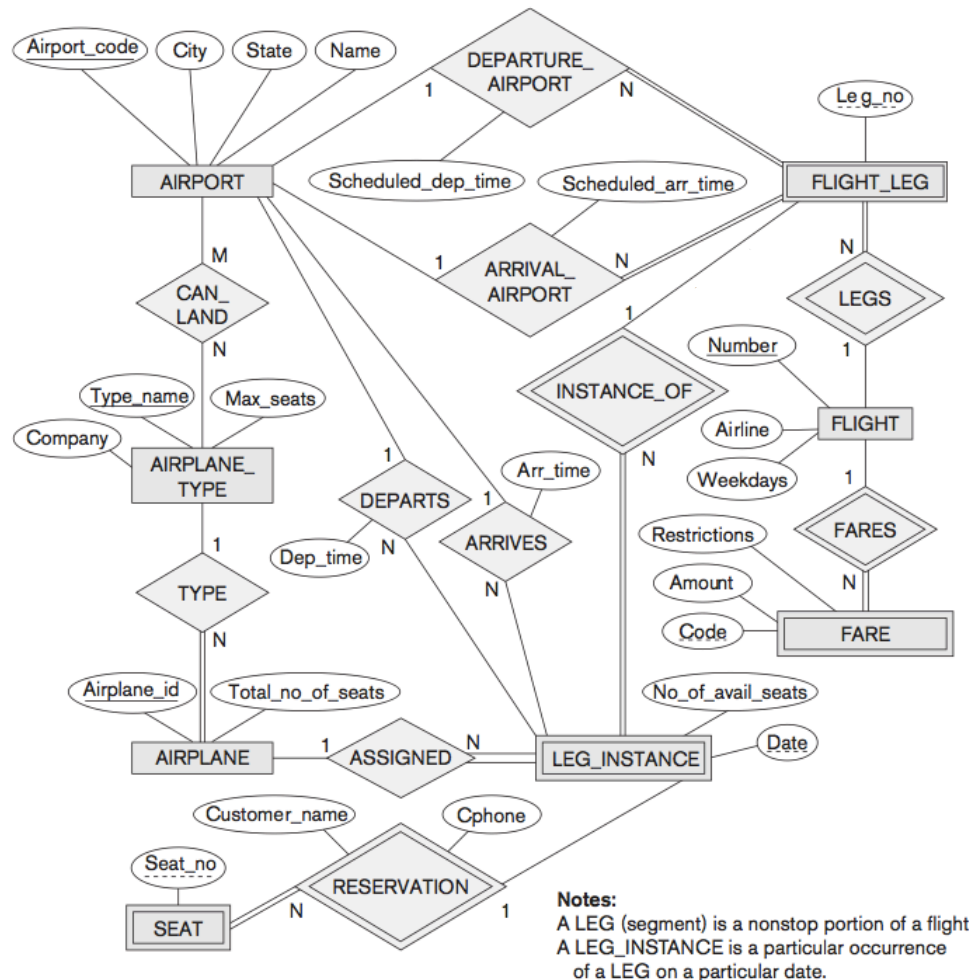 Airport_code
City
State
Name
DEPARTURE_
AIRPORT
1
N
Leg_no
AIRPORT
Scheduled_dep_time
Scheduled_arr_time
FLIGHT_LEG
M
1
ARRIVAL_
AIRPORT
N
N
CAN_
LAND
LEGS
N
1
Number
1
Type_name
Max_seats
INSTANCE_OF
Company
Airline
FLIGHT
AIRPLANE_
TYPE
1
Arr_time
N
Weekdays
DEPARTS
1
1
1
Restrictions
FARES
TYPE
Dep_time
N
ARRIVES
N
Amount
N
N
Code
FARE
Airplane_id
Total_no_of_seats
No_of_avail_seats
AIRPLANE
1
ASSIGNED
N
LEG_INSTANCE
Date
Customer_name
Cphone
Seat_no
RESERVATION
N
1
SEAT
Notes:
A LEG (segment) is a nonstop portion of a flight
A LEG_INSTANCE is a particular occurrence
of a LEG on a particular date.